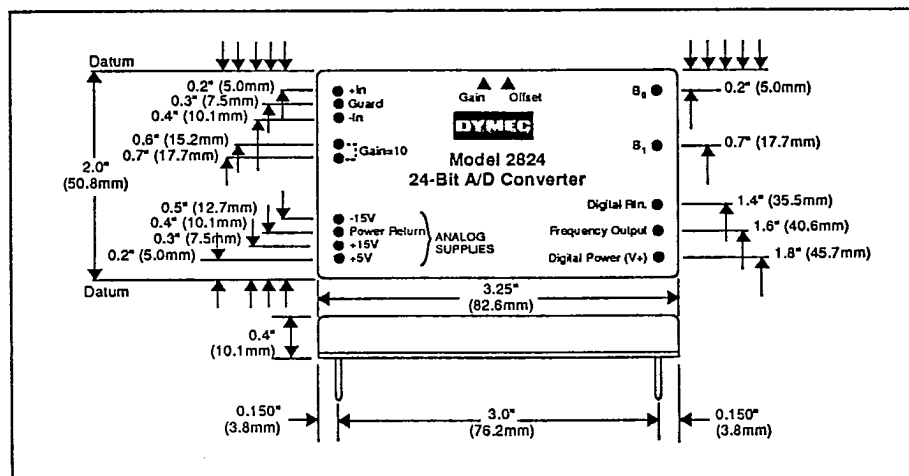 Datum
0.2" (5.0mm)
0.3" (7.5mm)
0.4" (10.1mm)
0.6" (15.2mm)
0.7" (17.7mm)
2.0"
(50.8mm)
0.5" (12.7mm)
0.4" (10.1mm)
0.3" (7.5mm)
0.2" (5.0mm)
Datum
+In
Guard
-In
Gain=10
-15V
Power Return
+15V
+5V
ANALOG
SUPPLIES
Gain Offset
DYMEC
Model 2824
24-Bit A/D Converter
B0
B1
Digital Rtn.
Frequency Output
Digital Power (V+)
0.2" (5.0mm)
0.7" (17.7mm)
1.4" (35.5mm)
1.6" (40.6mm)
1.8" (45.7mm)
3.25"
(82.6mm)
0.4"
(10.1mm)
0.150"
(3.8mm)
3.0"
(76.2mm)
0.150"
(3.8mm)